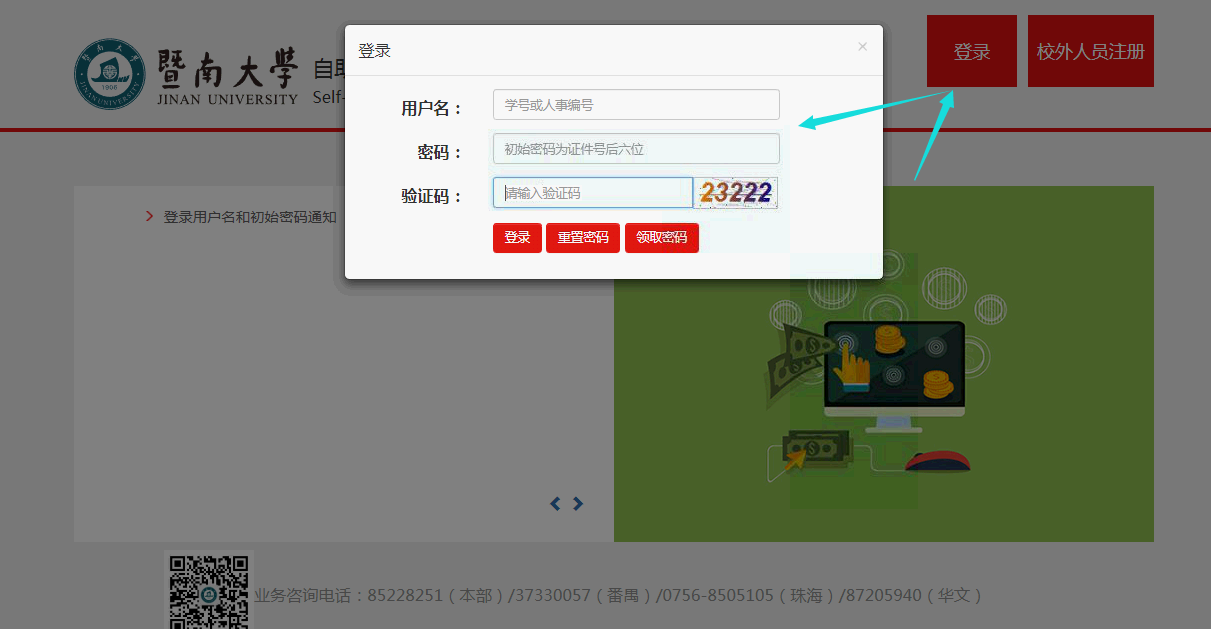 登录
×
暨南大学
JINAN UNIVERSITY
1906
自助
Self-
登录
校外人员注册
用户名：
学号或人事编号
密码：
初始密码为证件号后六位
验证码：
请输入验证码
23222
登录
重置密码
领取密码
登录用户名和初始密码通知
业务咨询电话：85228251（本部）/37330057（番禺）/0756-8505105（珠海）/87205940（华文）